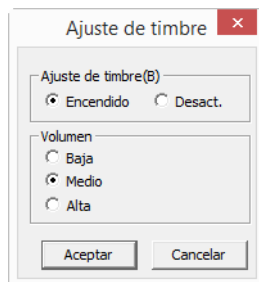 Ajuste de timbre
Ajuste de timbre(B)
Encendido Desact.
Volumen
Baja
Medio
Alta
Aceptar Cancelar